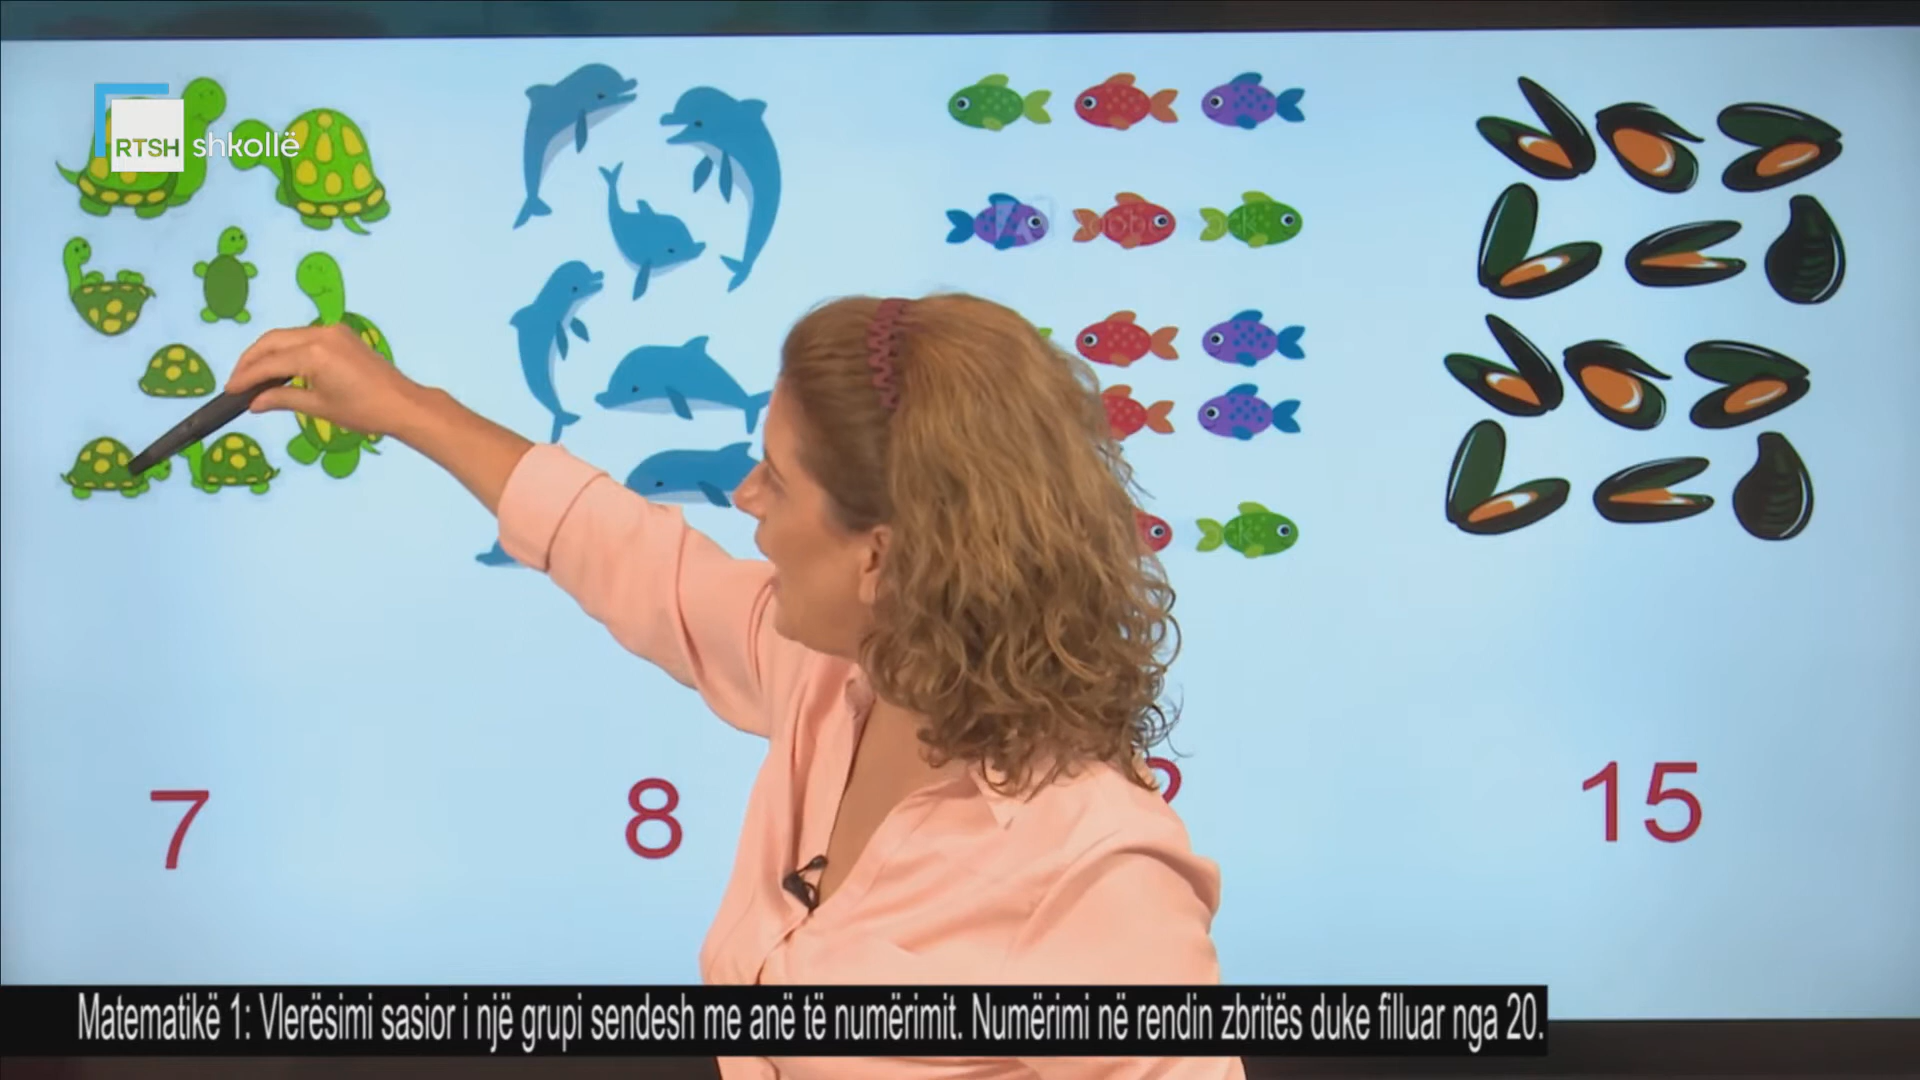 RTSH shkollë
7
8
2
15
Matematikë 1: Vlerësimi sasior i një grupi sendesh me anë të numërimit. Numërimi në rendin zbritës duke filluar nga 20.